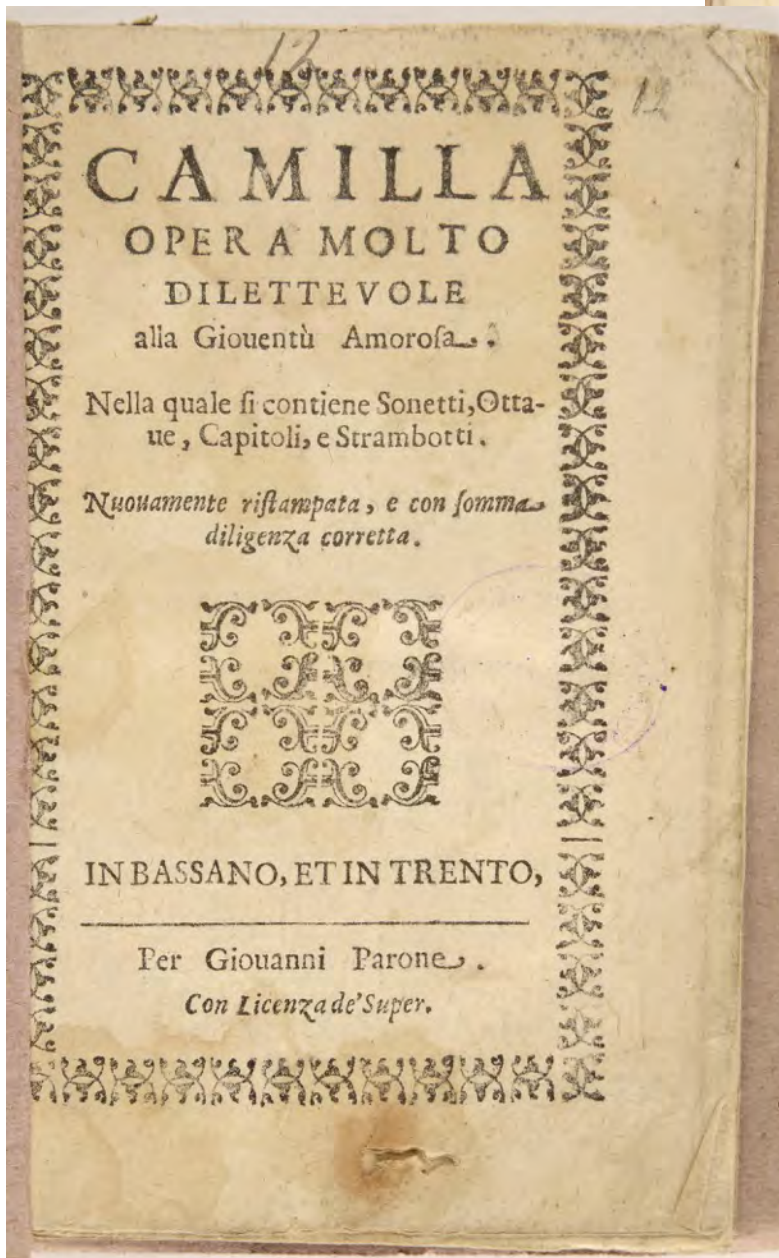 12
12
CAMILLA
OPERA MOLTO
DILETTEVOLE
alla Giouentù Amoroſa.
Nella quale ſi contiene Sonetti, Otta-
ue, Capitoli, e Strambotti.
Nuouamente riſtampata, e con ſomma
diligenza corretta.
IN BASSANO, ET IN TRENTO,
Per Giouanni Parone.
Con Licenza de' Super.